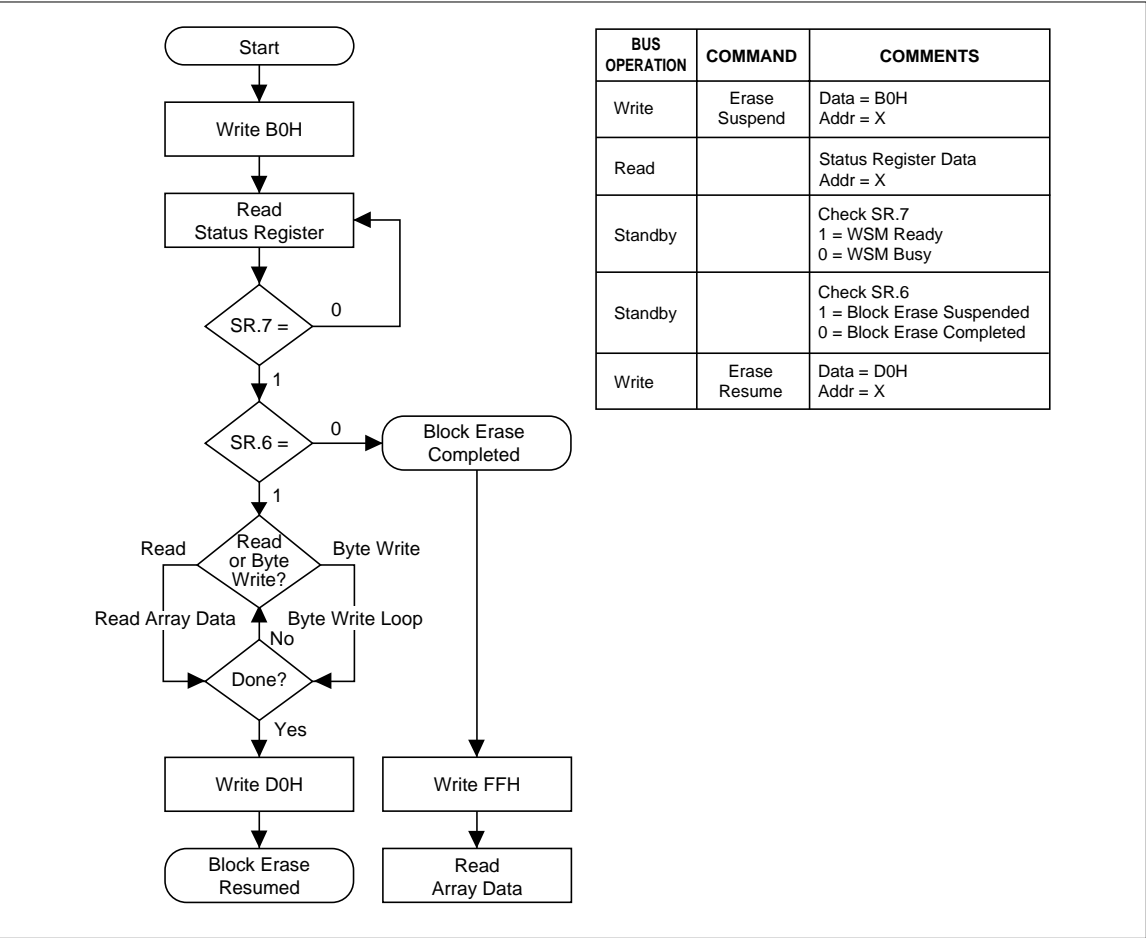 Start
Write B0H
Read
Status Register
SR.7 =
0
1
SR.6 =
0
Block Erase
Completed
1
Read
or Byte
Write?
Read
Byte Write
Read Array Data
Byte Write Loop
No
Done?
Yes
Write D0H
Write FFH
Block Erase
Resumed
Read
Array Data
BUS
OPERATION
COMMAND
COMMENTS
Write
Erase
Suspend
Data = B0H
Addr = X
Read
Status Register Data
Addr = X
Standby
Check SR.7
1 = WSM Ready
0 = WSM Busy
Standby
Check SR.6
1 = Block Erase Suspended
0 = Block Erase Completed
Write
Erase
Resume
Data = D0H
Addr = X